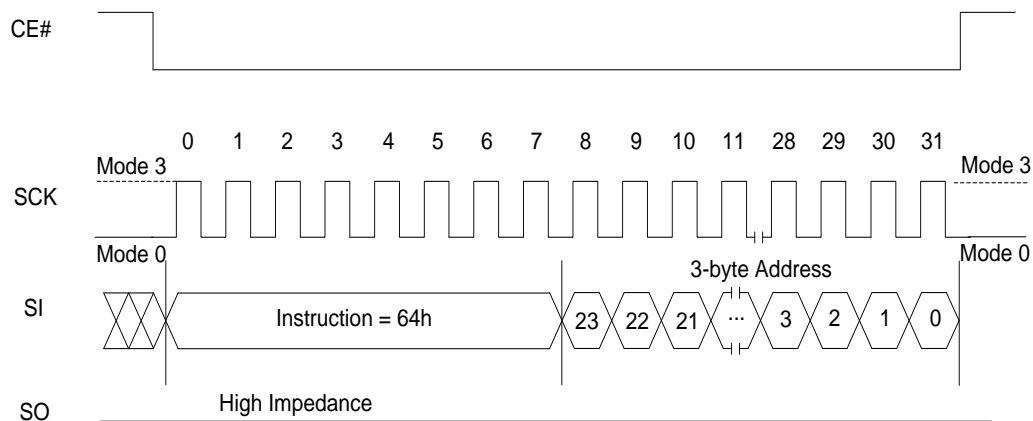 CE#
0 1 2 3 4 5 6 7 8 9 10 11 28 29 30 31
Mode 3 Mode 3
SCK
Mode 0 Mode 0
3-byte Address
SI Instruction = 64h 23 22 21 ... 3 2 1 0
High Impedance
SO